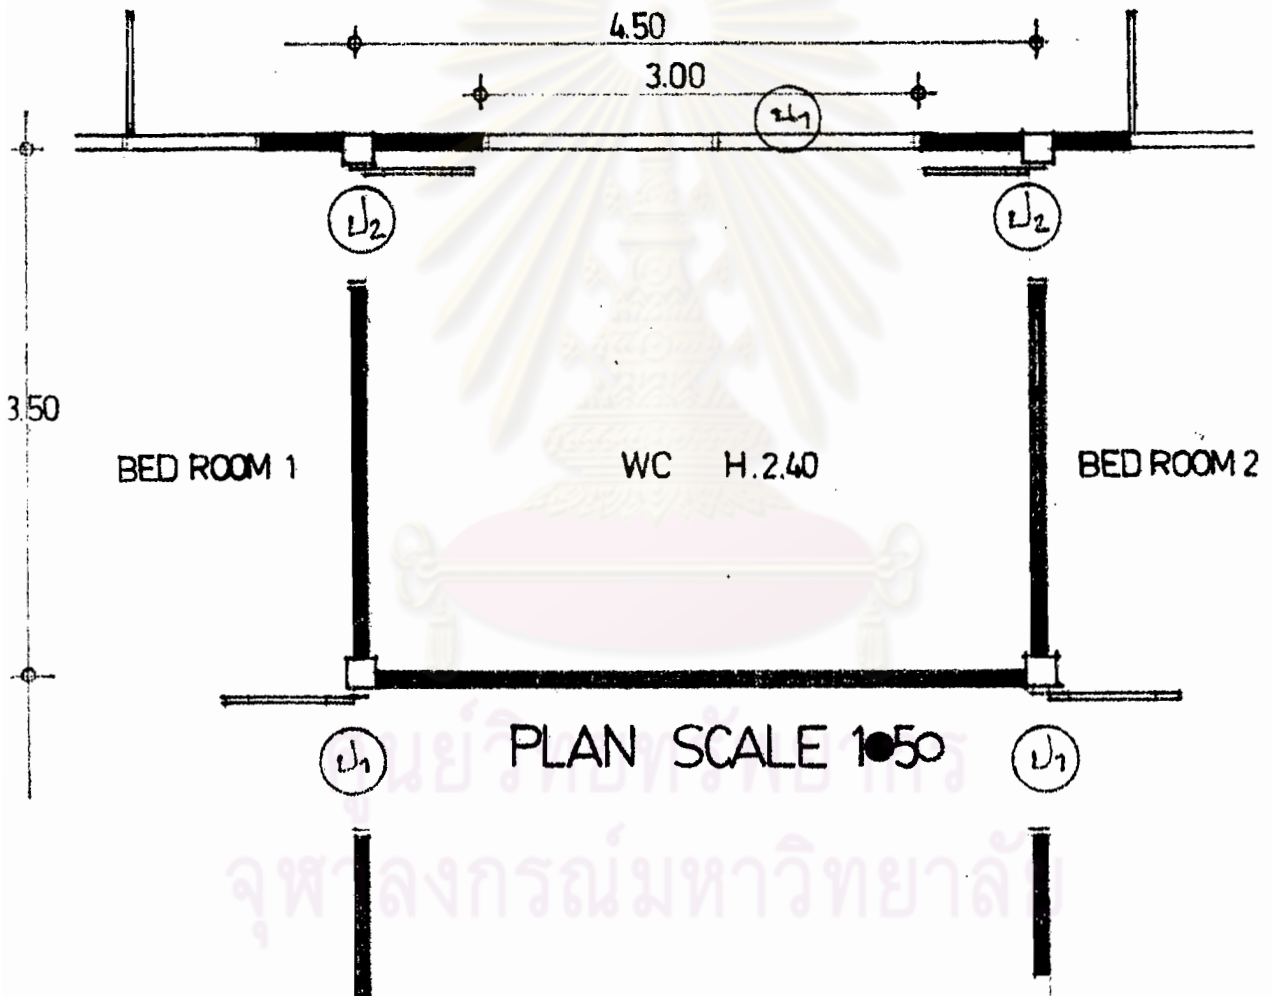 4.50
3.00
น1
ป2 ป2
3.50
BED ROOM 1 WC H.2.40 BED ROOM 2
PLAN SCALE 1:50
ป1 ป1
ศูนย์วิทยทรัพยากร
จุฬาลงกรณ์มหาวิทยาลัย